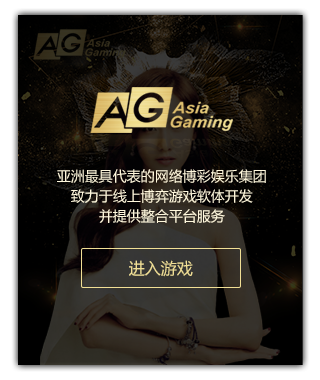 AG Asia
Gaming
AG Asia
Gaming
亚洲最具代表的网络博彩娱乐集团
致力于线上博弈游戏软体开发
并提供整合平台服务
进入游戏